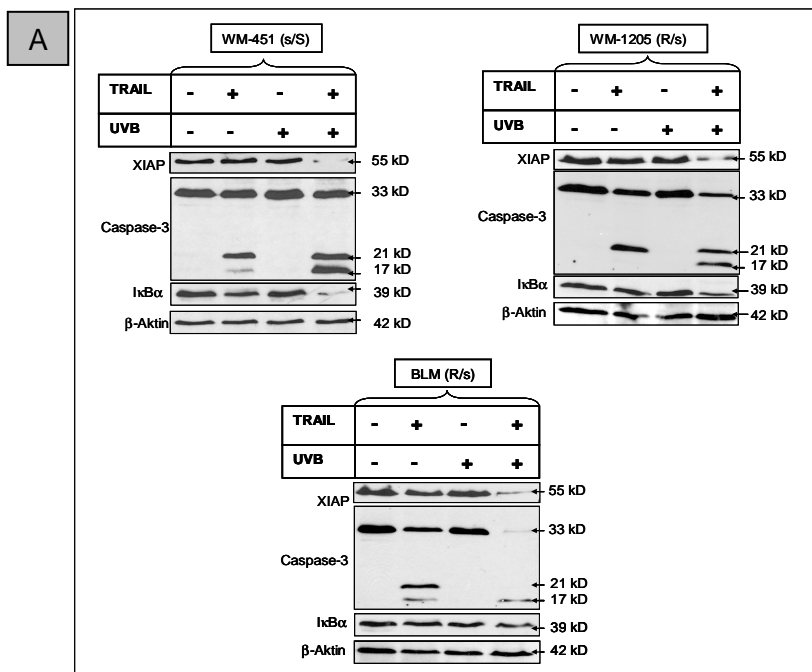 A
WM-451 (s/S)
TRAIL - + - +
UVB - - + +
XIAP 55 kD
33 kD
Caspase-3
21 kD
17 kD
IκBα 39 kD
β-Aktin 42 kD
WM-1205 (R/s)
TRAIL - + - +
UVB - - + +
XIAP 55 kD
33 kD
Caspase-3
21 kD
17 kD
IκBα 39 kD
β-Aktin 42 kD
BLM (R/s)
TRAIL - + - +
UVB - - + +
XIAP 55 kD
33 kD
Caspase-3
21 kD
17 kD
IκBα 39 kD
β-Aktin 42 kD